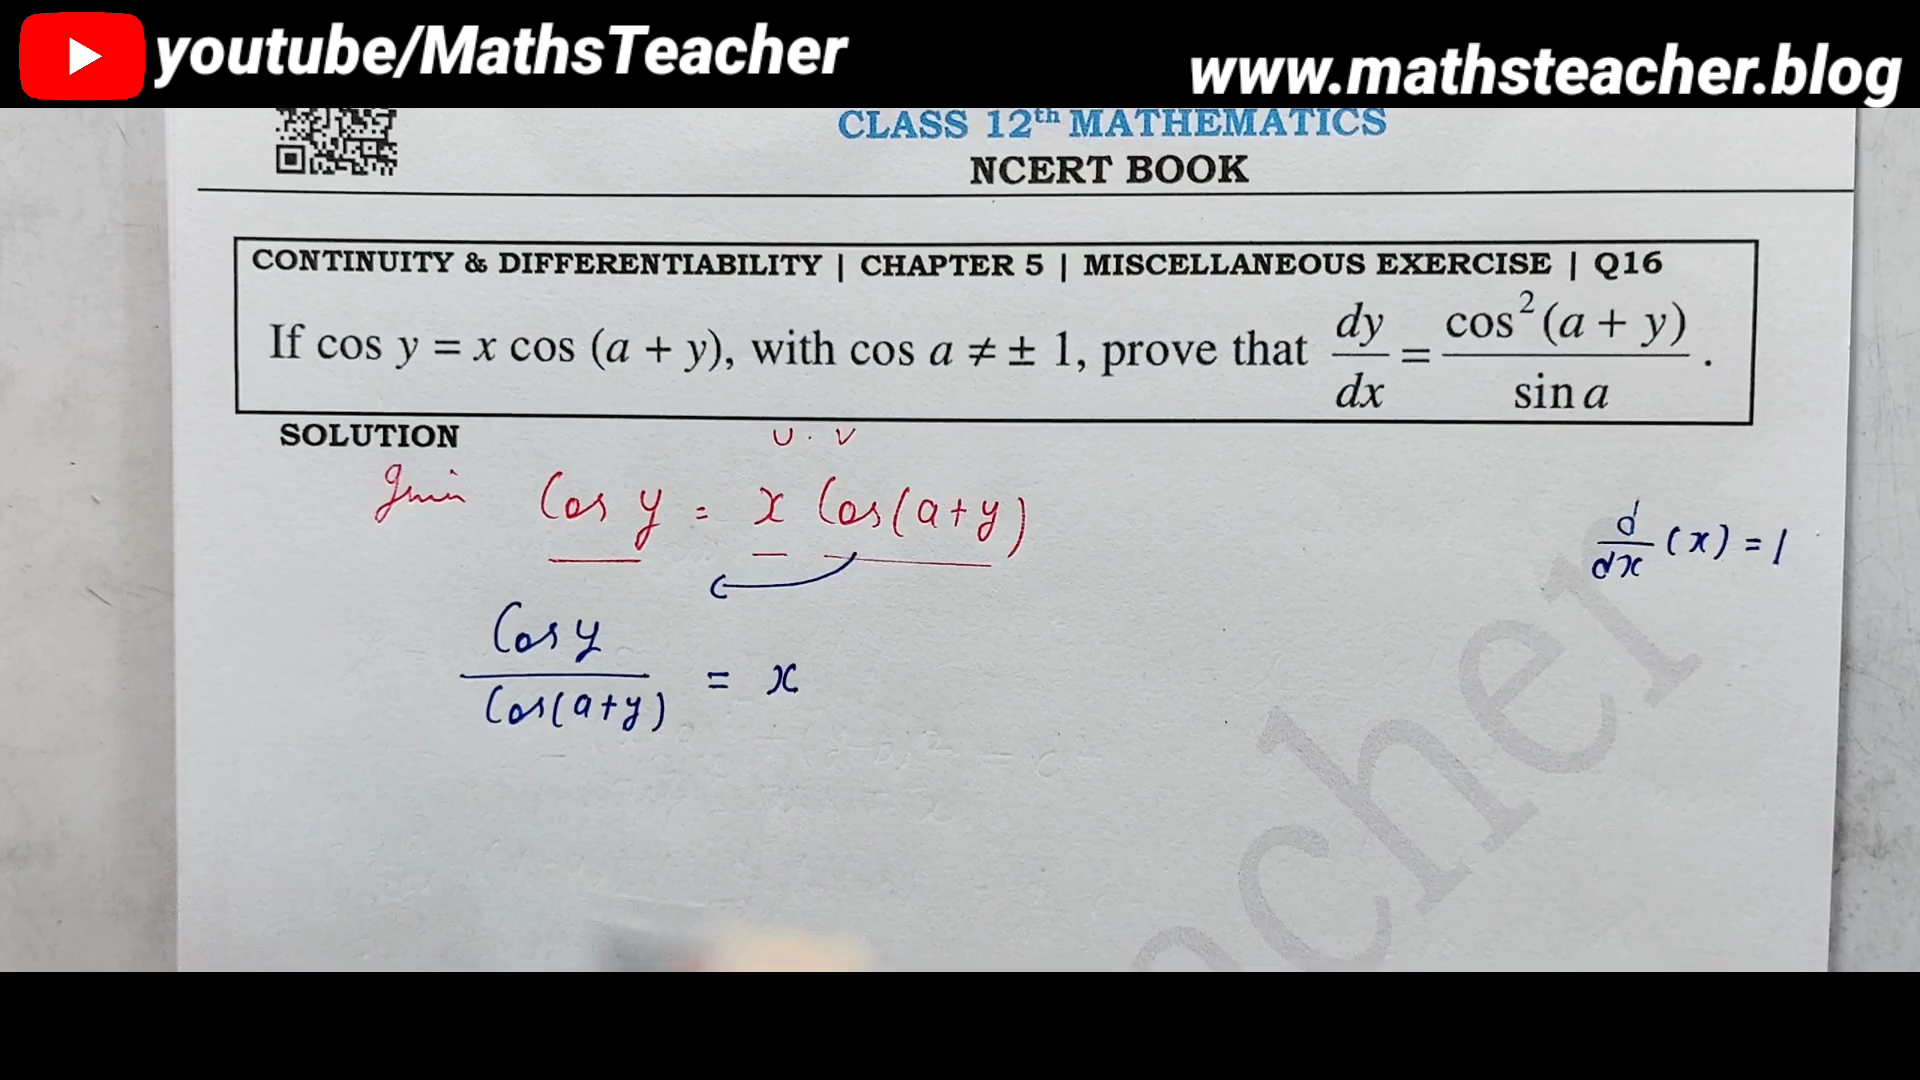 youtube/MathsTeacher
www.mathsteacher.blog
CLASS 12th MATHEMATICS
NCERT BOOK
CONTINUITY & DIFFERENTIABILITY | CHAPTER 5 | MISCELLANEOUS EXERCISE | Q16
If cos y = x cos (a + y), with cos a ≠ ± 1, prove that dy/dx = cos²(a + y)/sin a .
SOLUTION
U . V
Cos y = x Cos(a+y)
d/dx (x) = 1
Cos y/Cos(a+y) = x